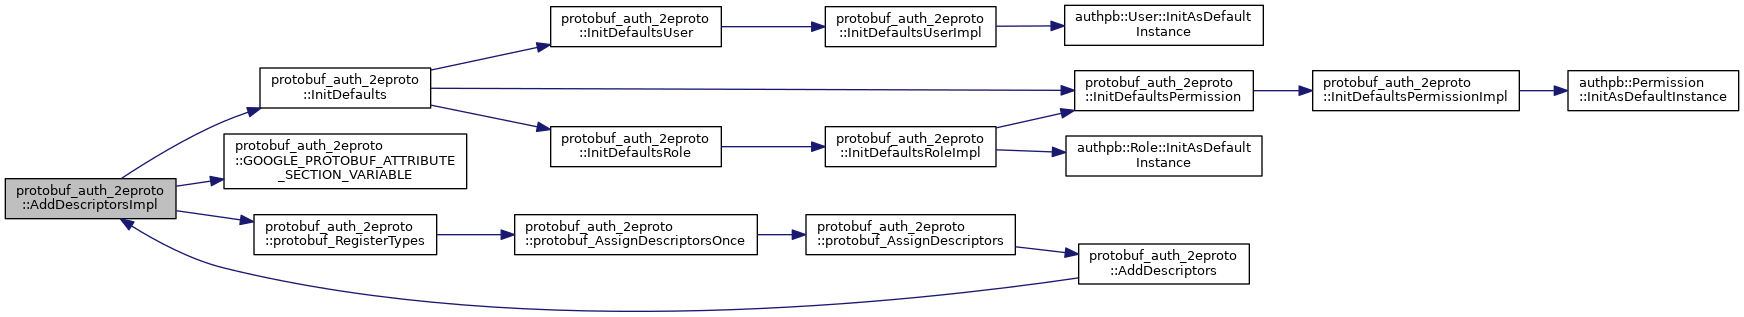 protobuf_auth_2eproto
::InitDefaultsUser
protobuf_auth_2eproto
::InitDefaultsUserImpl
authpb::User::InitAsDefault
Instance
protobuf_auth_2eproto
::InitDefaults
protobuf_auth_2eproto
::InitDefaultsPermission
protobuf_auth_2eproto
::InitDefaultsPermissionImpl
authpb::Permission
::InitAsDefaultInstance
protobuf_auth_2eproto
::InitDefaultsRole
protobuf_auth_2eproto
::InitDefaultsRoleImpl
authpb::Role::InitAsDefault
Instance
protobuf_auth_2eproto
::GOOGLE_PROTOBUF_ATTRIBUTE
_SECTION_VARIABLE
protobuf_auth_2eproto
::AddDescriptorsImpl
protobuf_auth_2eproto
::protobuf_RegisterTypes
protobuf_auth_2eproto
::protobuf_AssignDescriptorsOnce
protobuf_auth_2eproto
::protobuf_AssignDescriptors
protobuf_auth_2eproto
::AddDescriptors